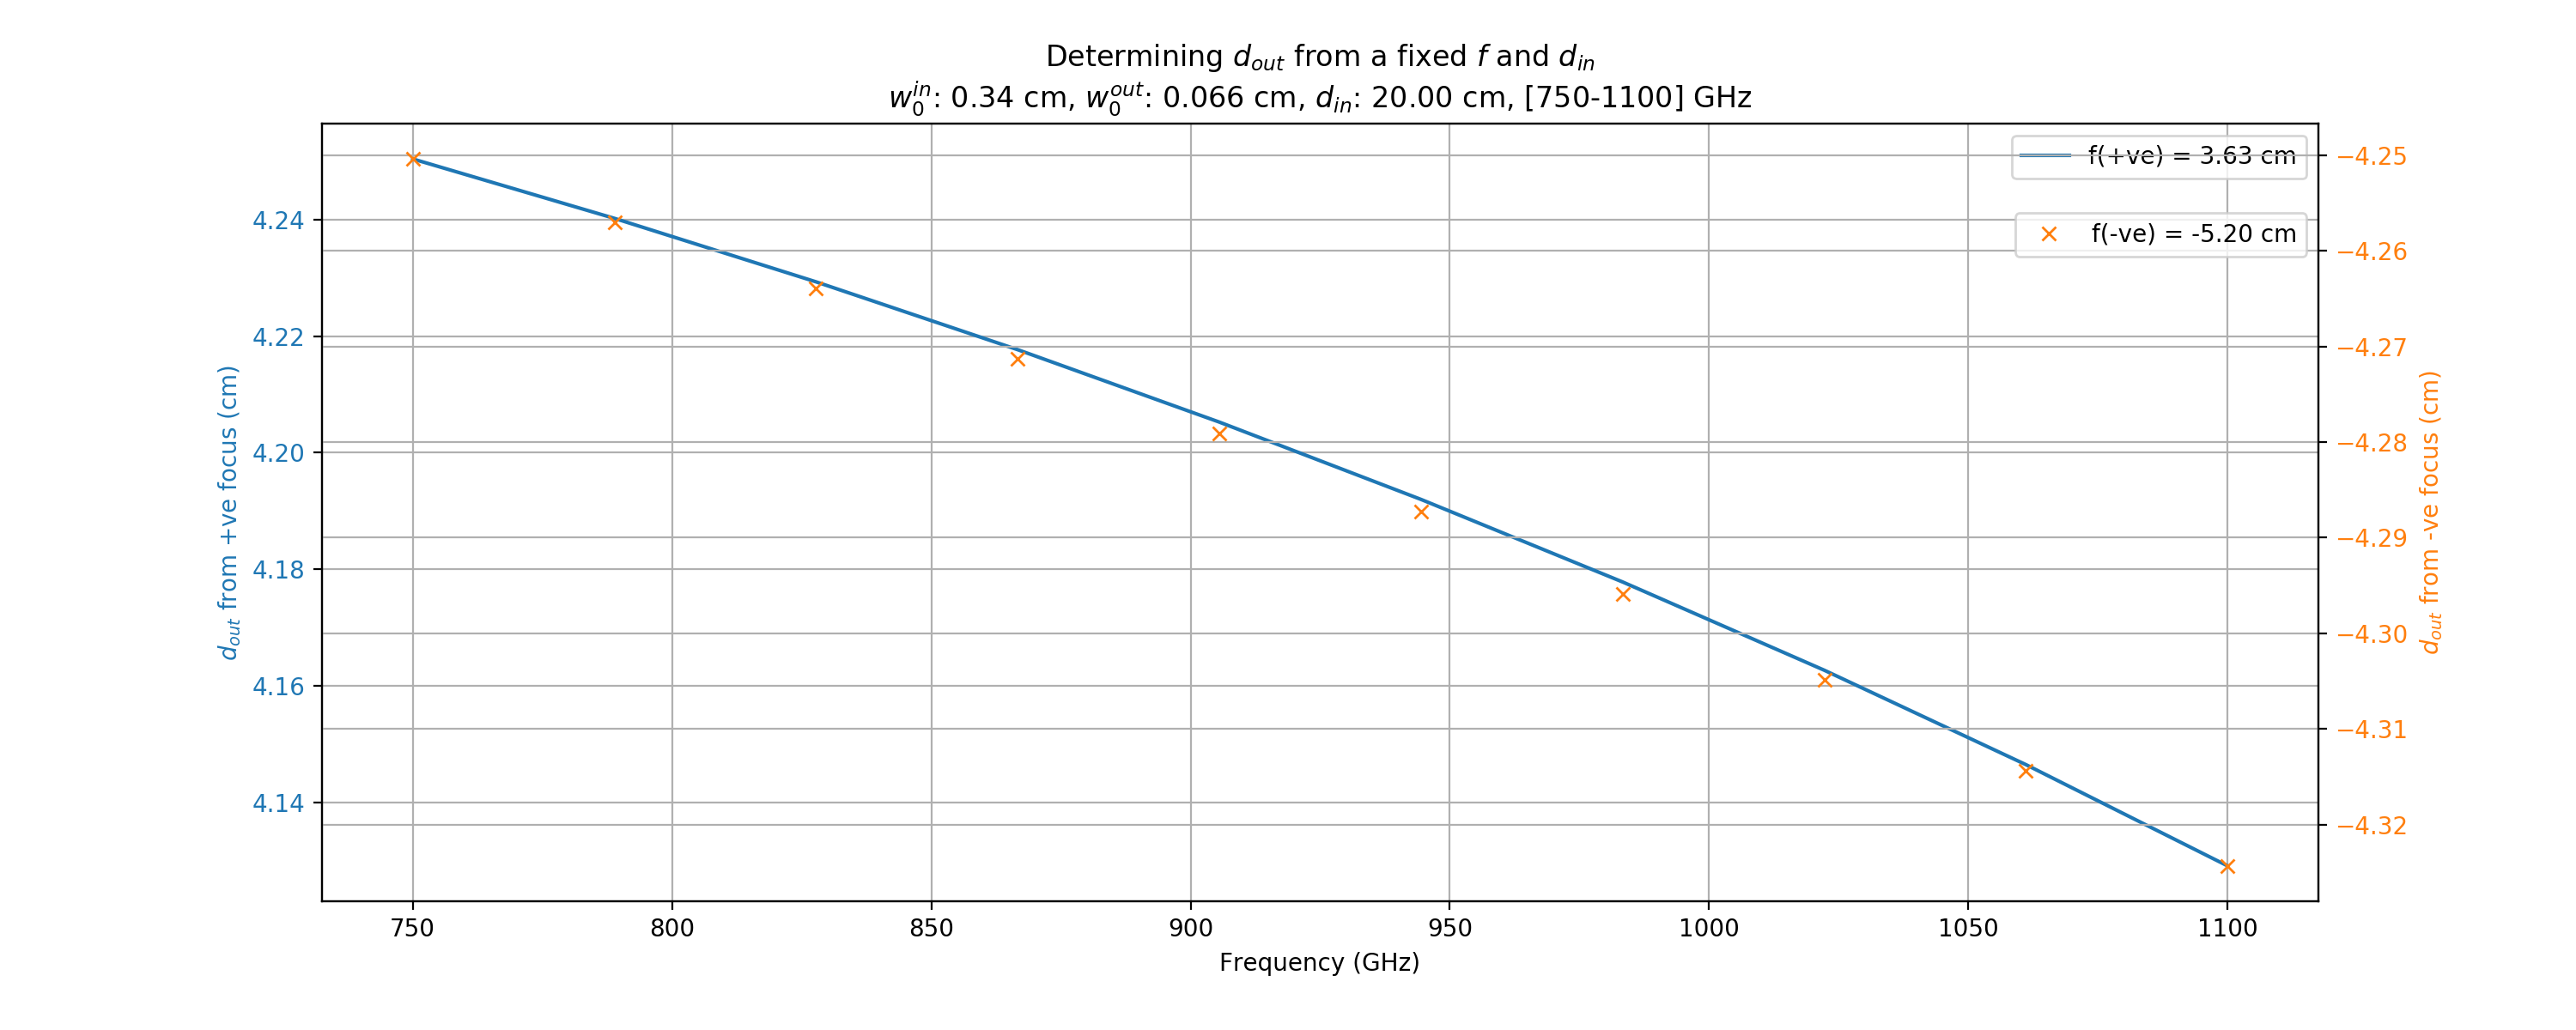 Determining d_out from a fixed f and d_in
w_0^in: 0.34 cm, w_0^out: 0.066 cm, d_in: 20.00 cm, [750-1100] GHz
f(+ve) = 3.63 cm
f(-ve) = -5.20 cm
d_out from +ve focus (cm)
4.24
4.22
4.20
4.18
4.16
4.14
−4.25
−4.26
−4.27
−4.28
−4.29
−4.30
−4.31
−4.32
d_out from -ve focus (cm)
750 800 850 900 950 1000 1050 1100
Frequency (GHz)